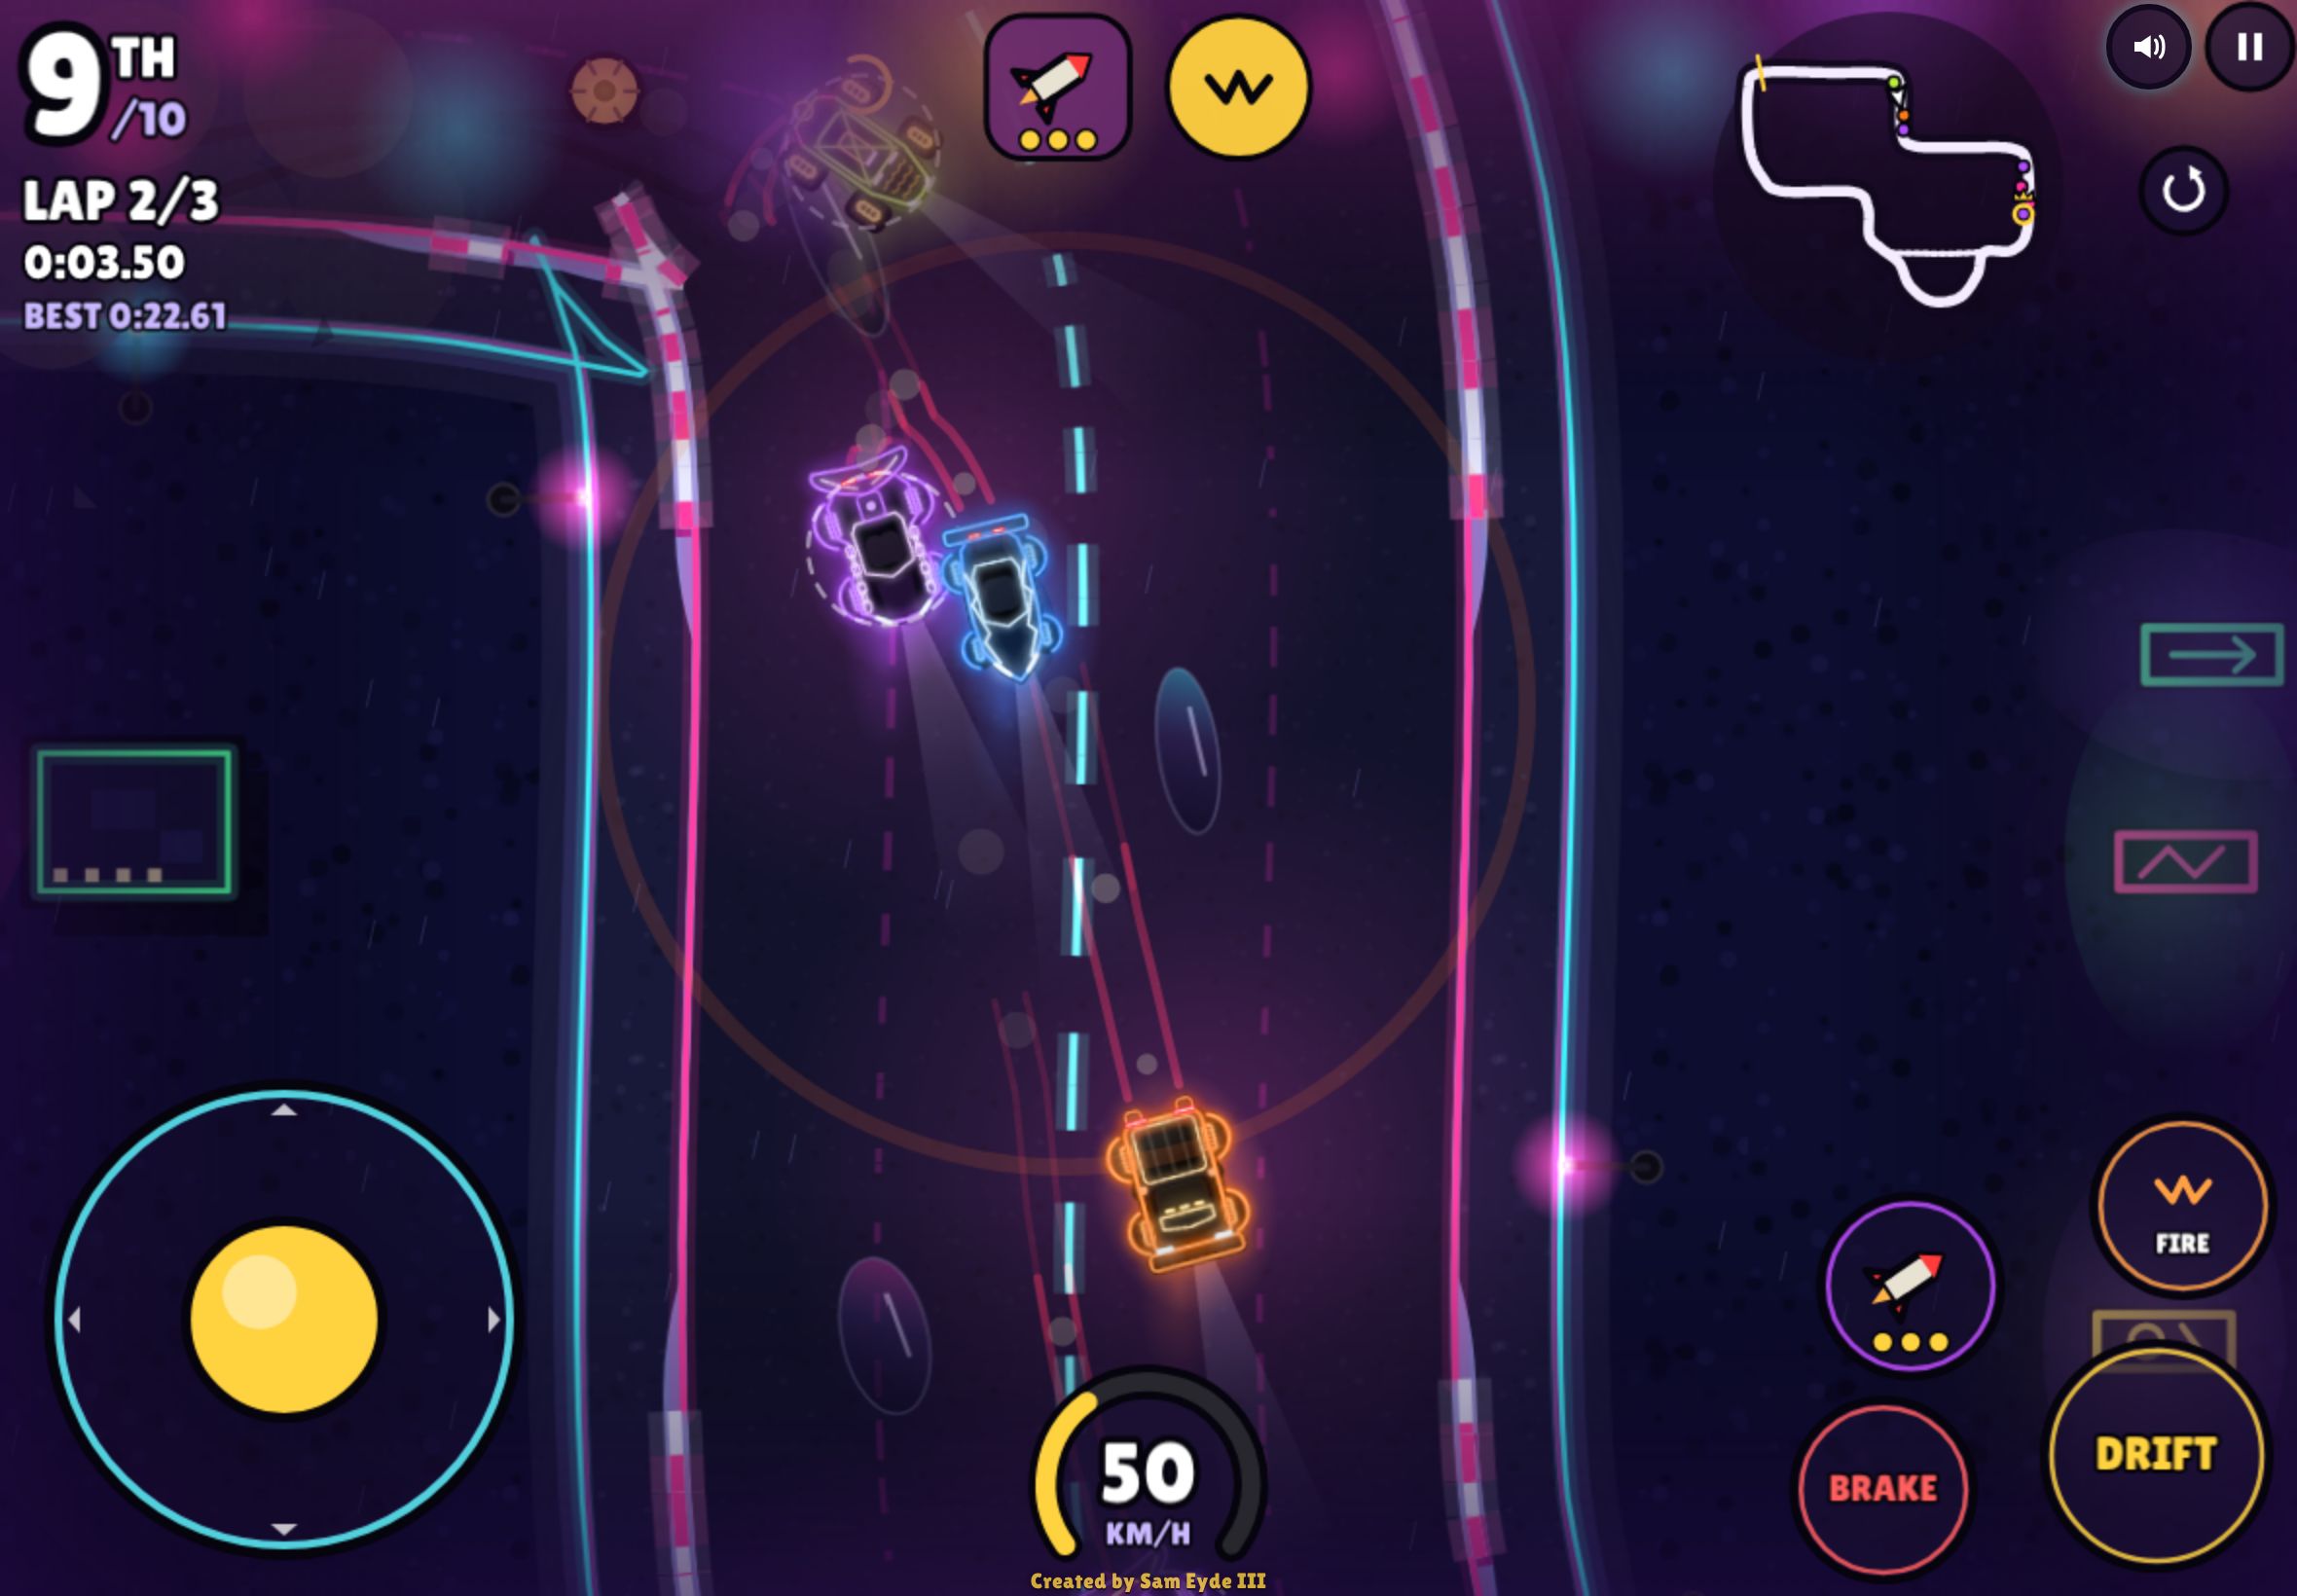 9TH
/10
LAP 2/3
0:03.50
BEST 0:22.61
FIRE
DRIFT
BRAKE
50
KM/H
Created by Sam Eyde III